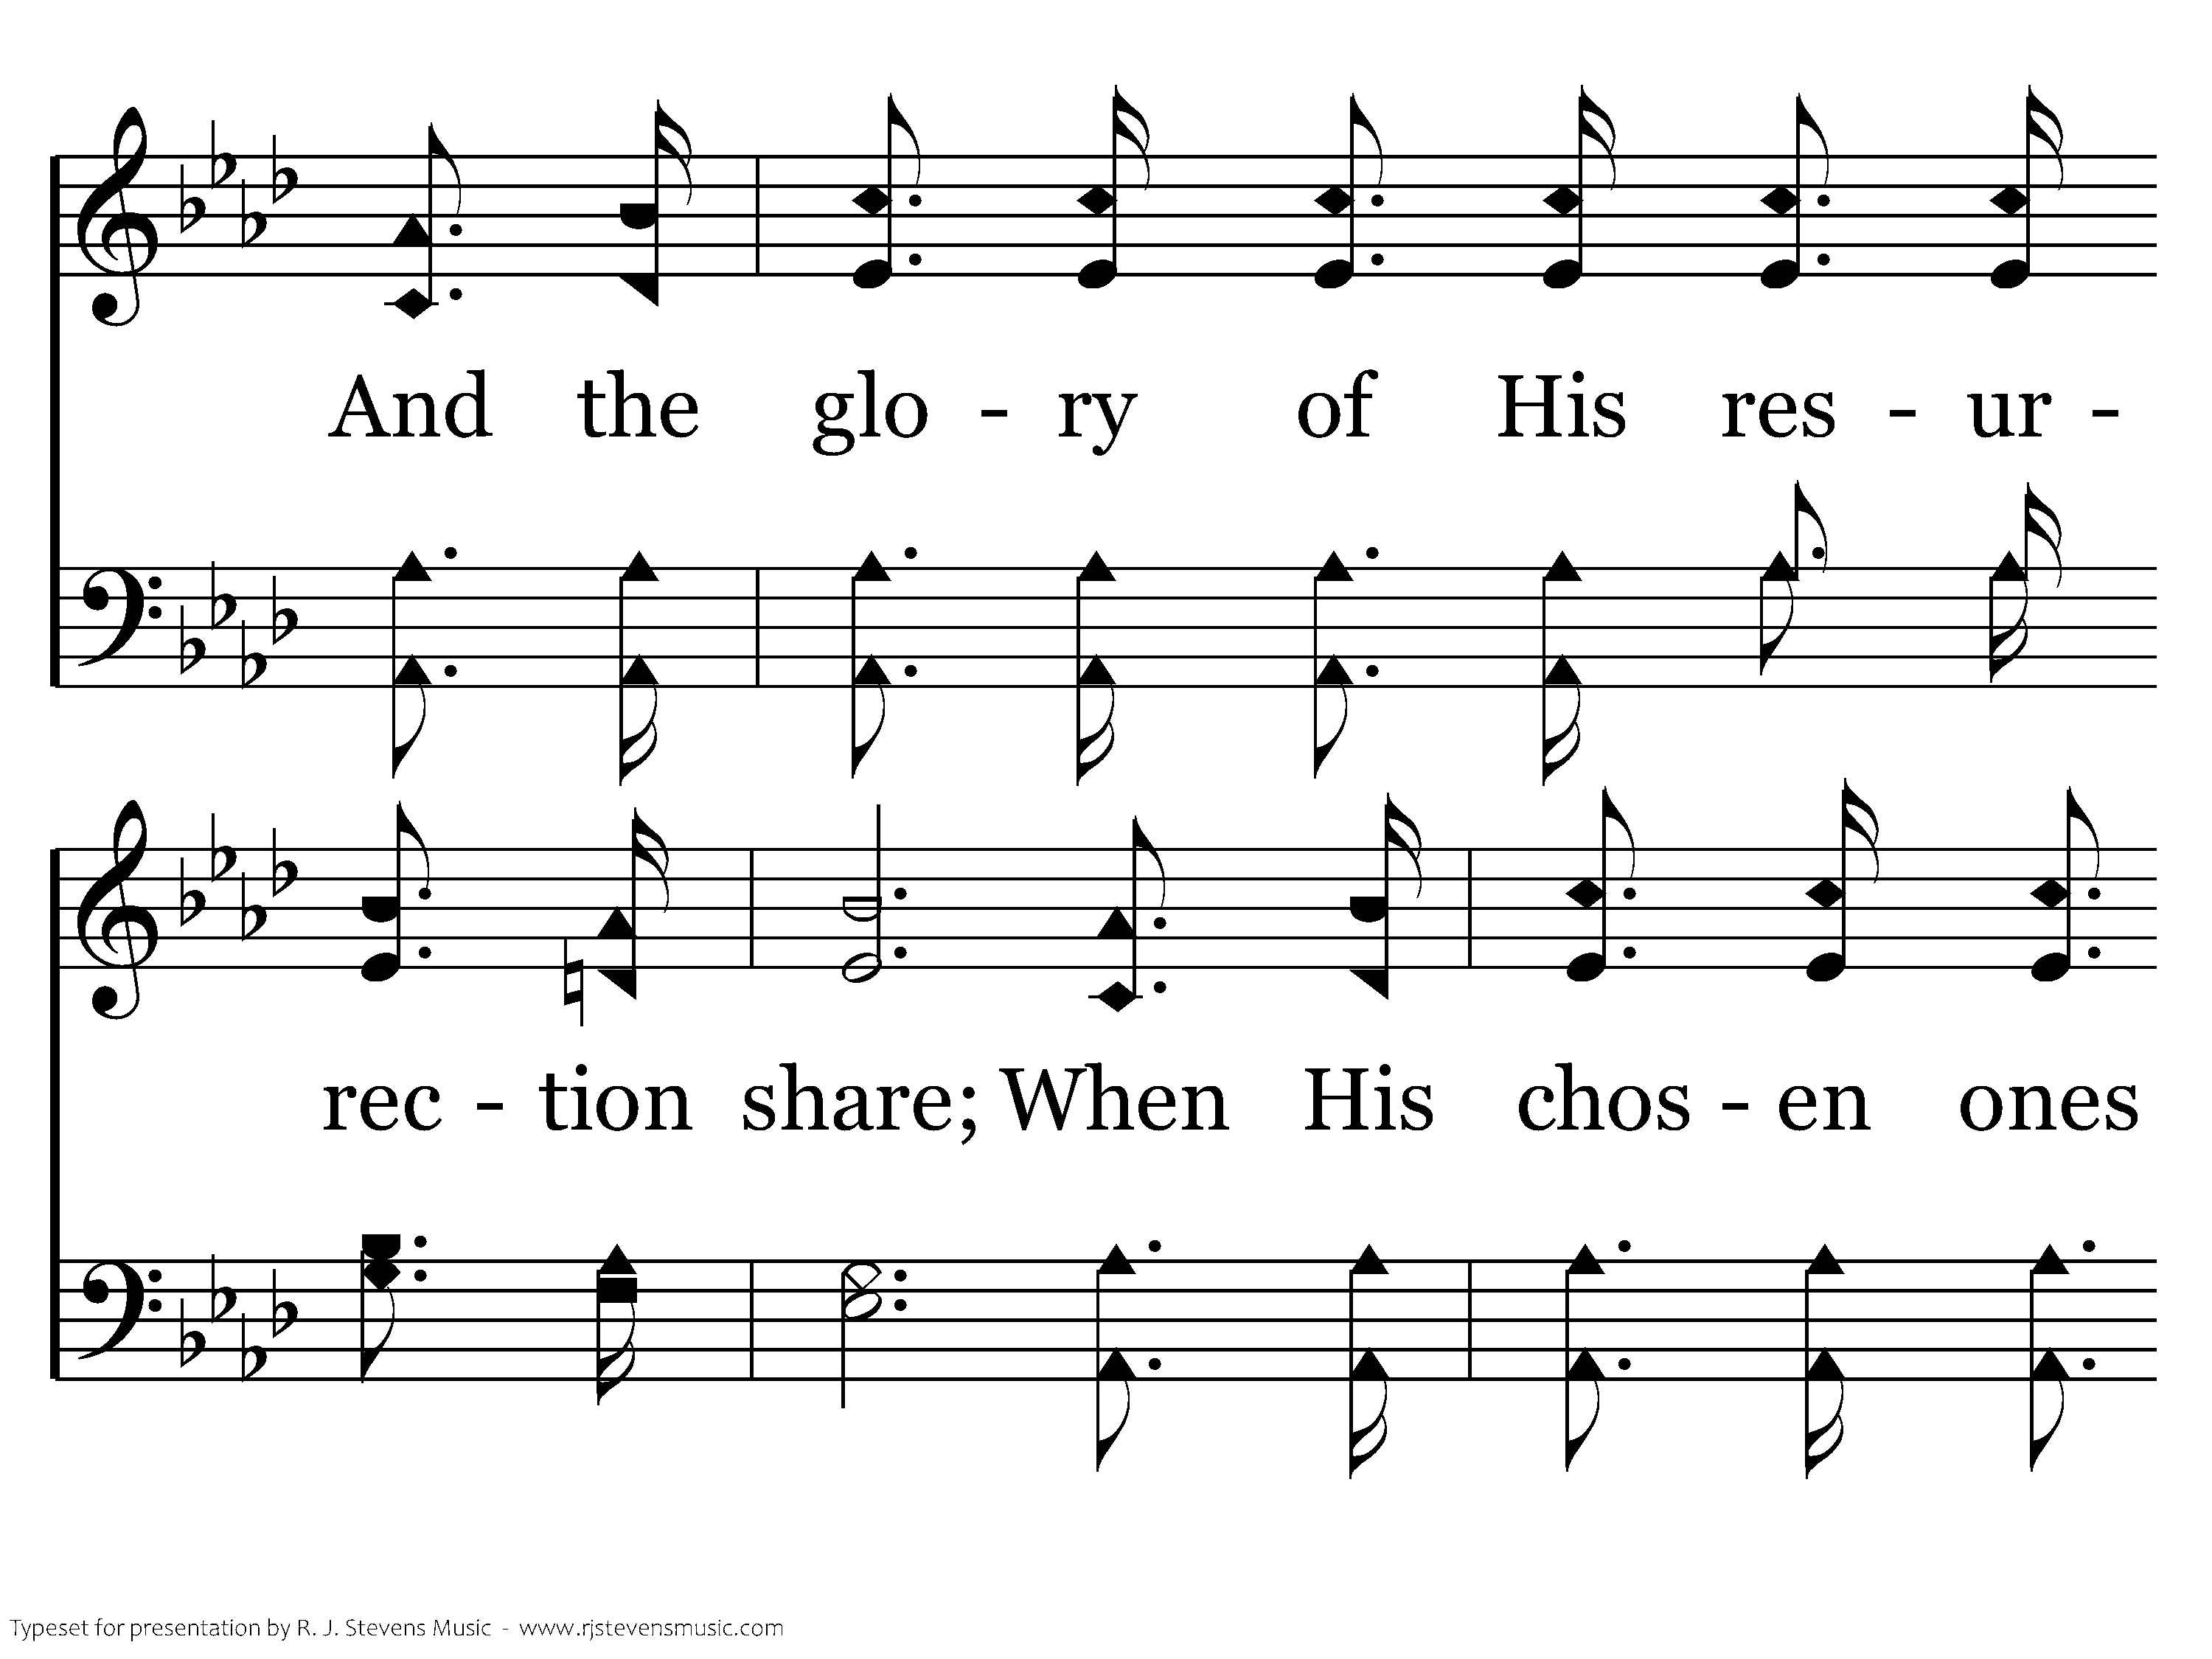 And the glo - ry of His res - ur -
rec - tion share; When His chos - en ones
Typeset for presentation by R. J. Stevens Music - www.rjstevensmusic.com